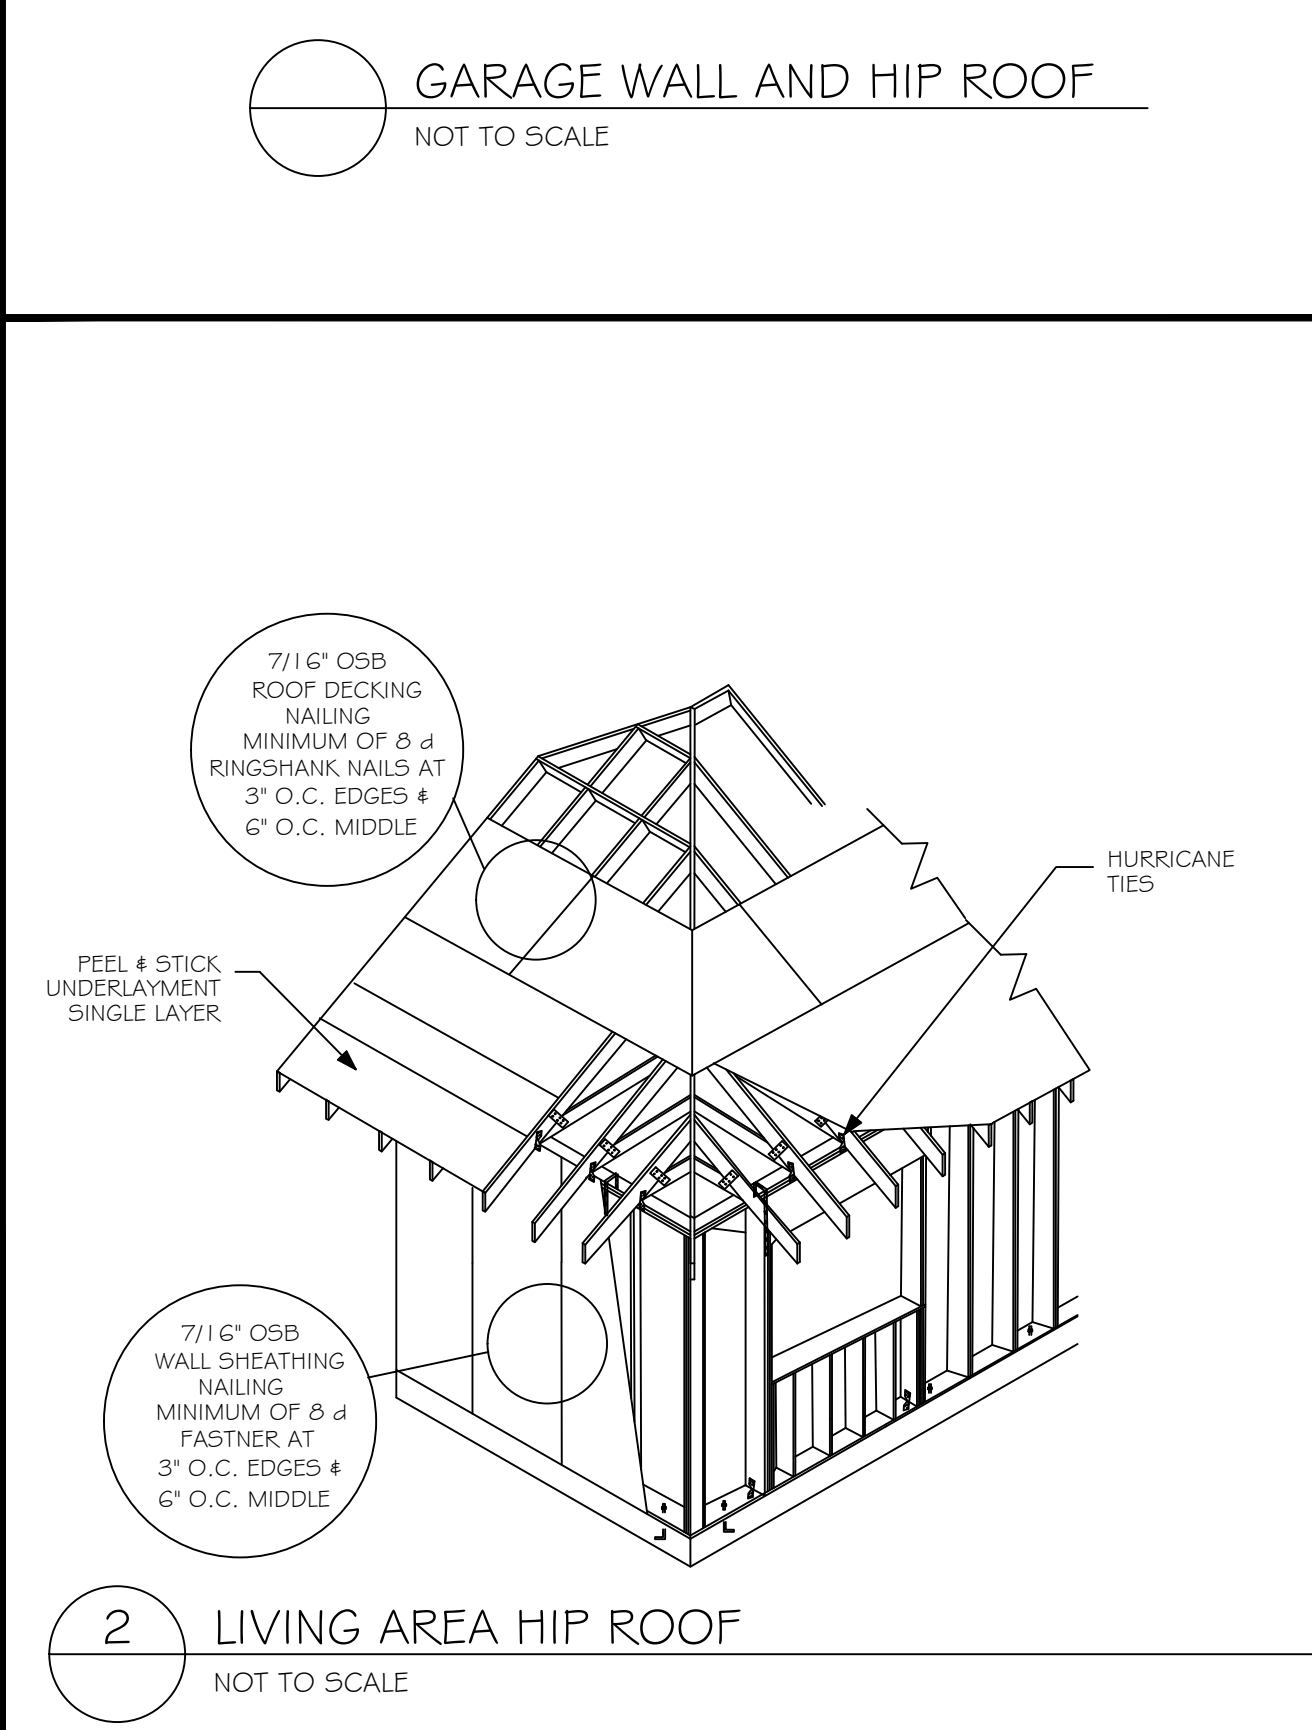 GARAGE WALL AND HIP ROOF
NOT TO SCALE
7/16" OSB
ROOF DECKING
NAILING
MINIMUM OF 8 d
RINGSHANK NAILS AT
3" O.C. EDGES &
6" O.C. MIDDLE
HURRICANE
TIES
PEEL & STICK
UNDERLAYMENT
SINGLE LAYER
7/16" OSB
WALL SHEATHING
NAILING
MINIMUM OF 8 d
FASTNER AT
3" O.C. EDGES &
6" O.C. MIDDLE
2
LIVING AREA HIP ROOF
NOT TO SCALE